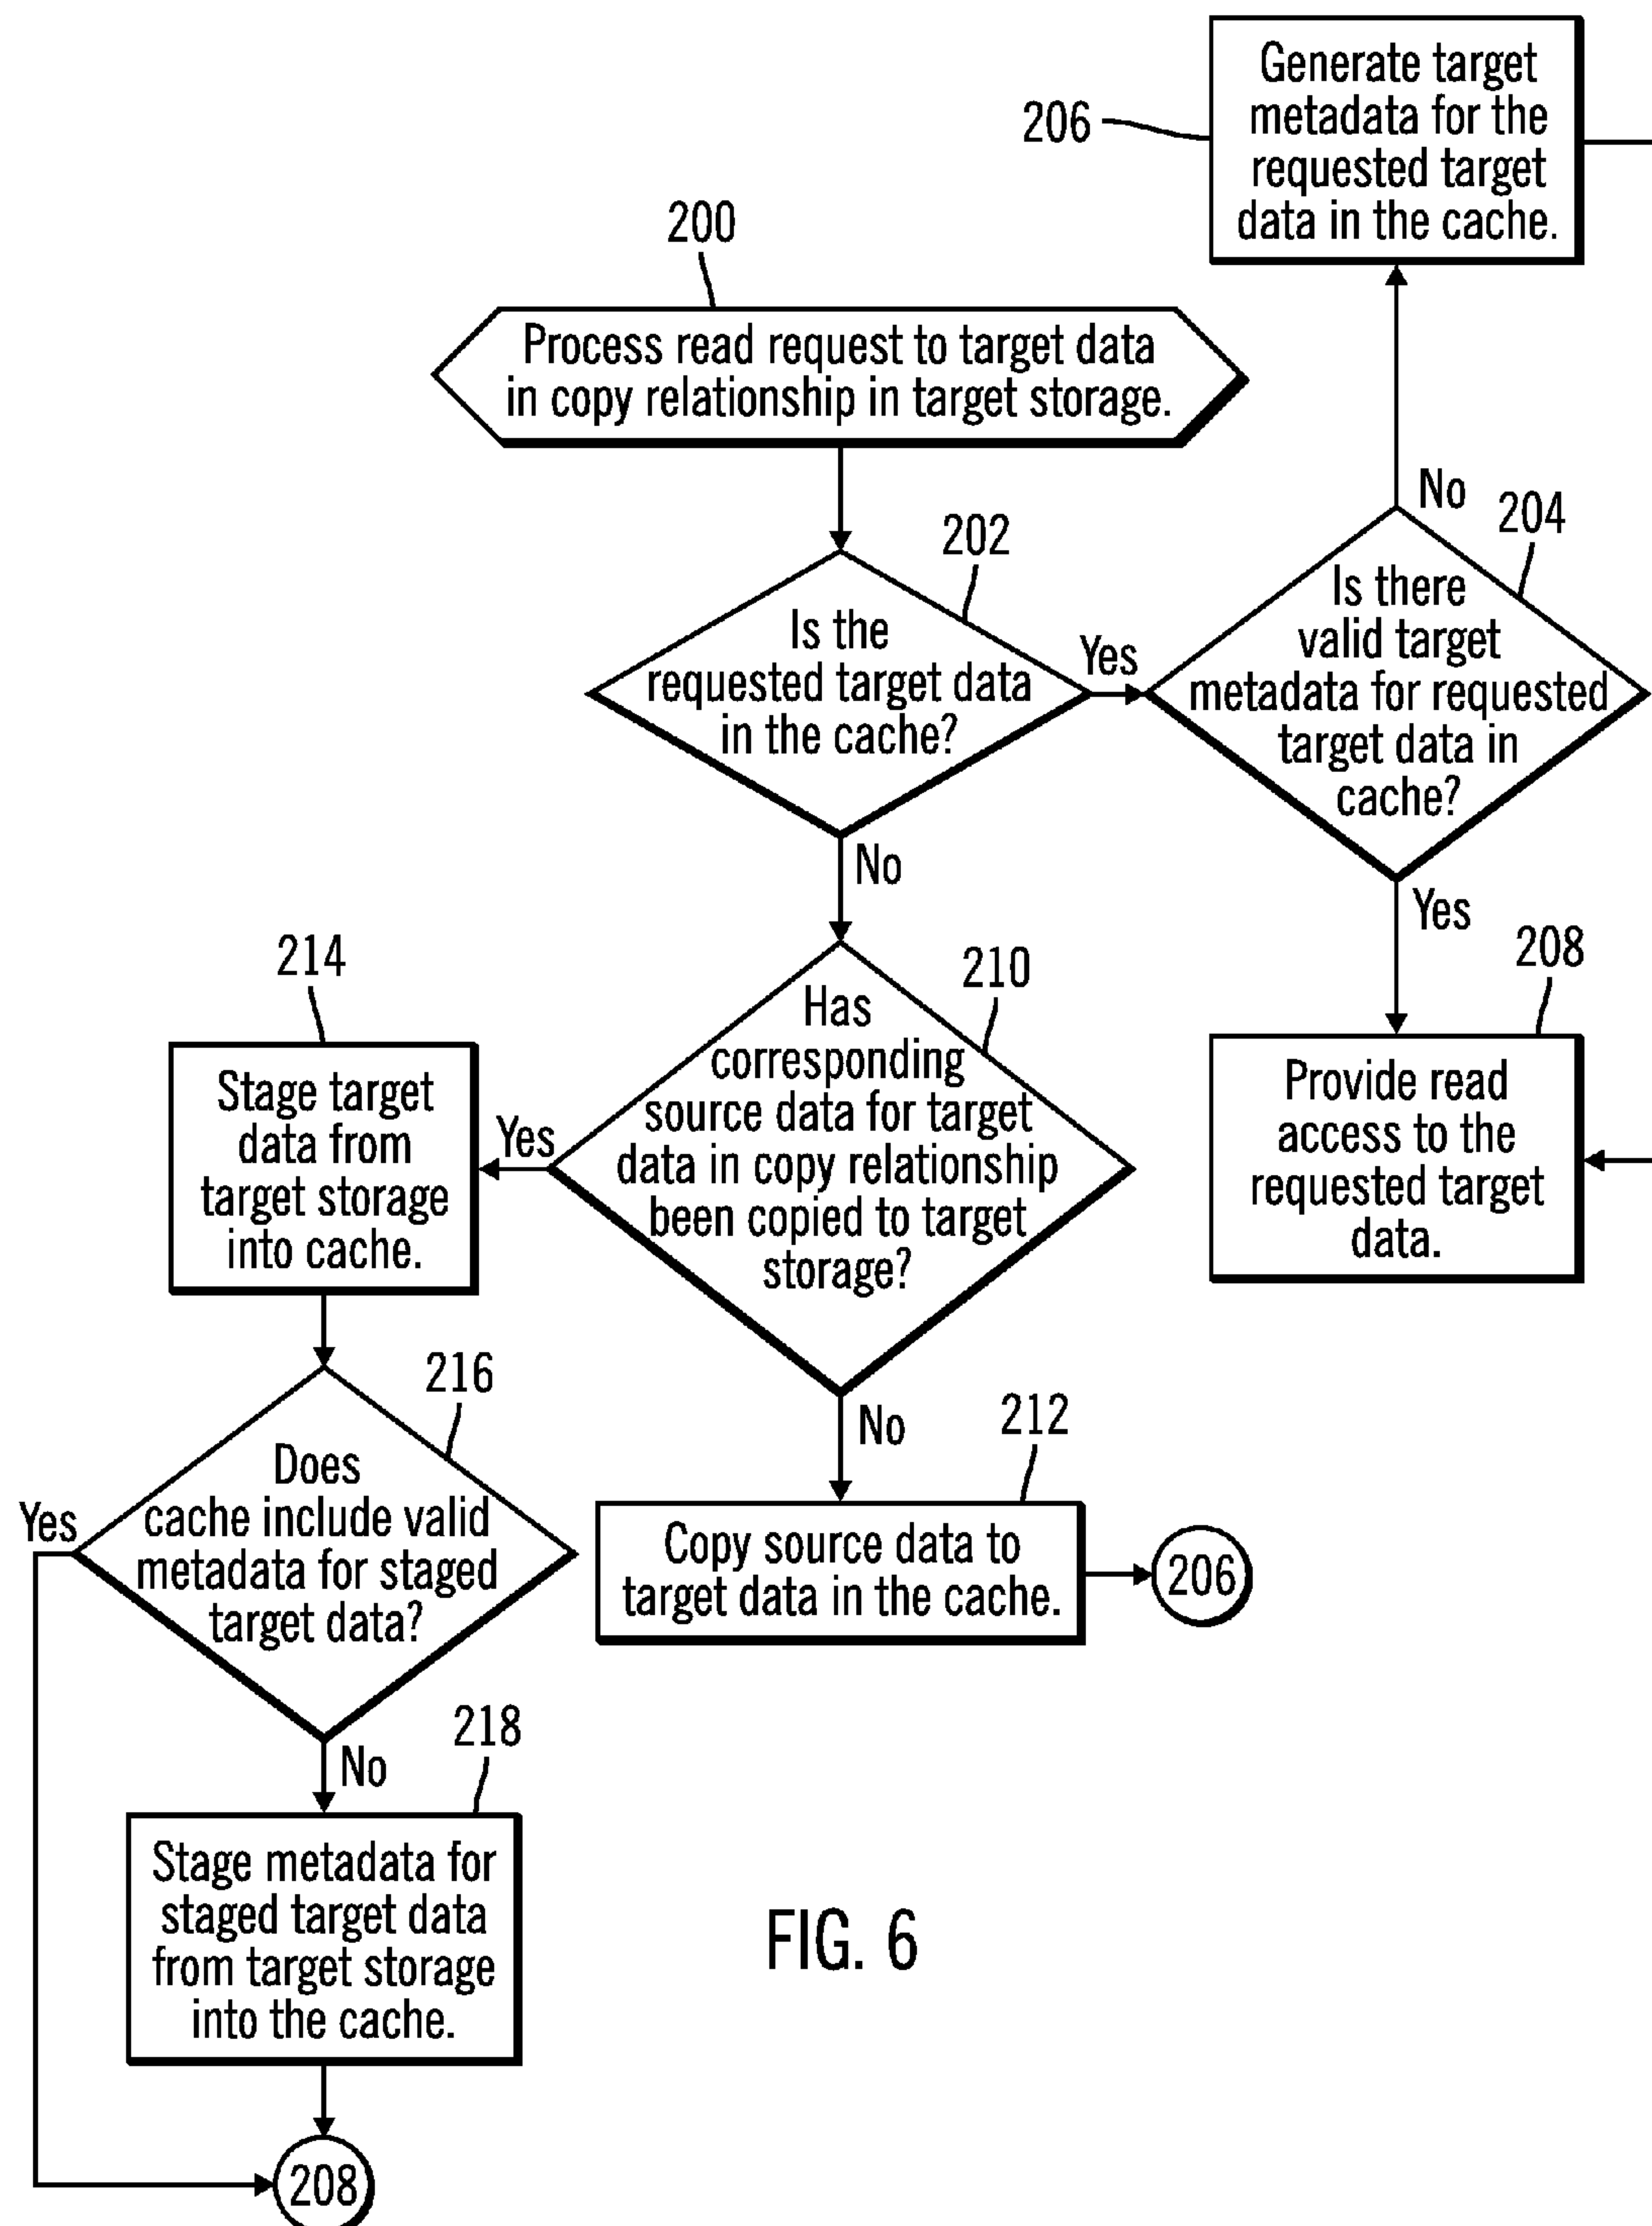 Generate target
metadata for the
requested target
data in the cache.
206
200
Process read request to target data
in copy relationship in target storage.
202
Is the
requested target data
in the cache?
Yes
No
No
204
Is there
valid target
metadata for requested
target data in
cache?
Yes
208
Provide read
access to the
requested target
data.
210
Has
corresponding
source data for target
data in copy relationship
been copied to target
storage?
Yes
No
214
Stage target
data from
target storage
into cache.
216
Does
cache include valid
metadata for staged
target data?
Yes
No
212
Copy source data to
target data in the cache.
206
218
Stage metadata for
staged target data
from target storage
into the cache.
208
FIG. 6